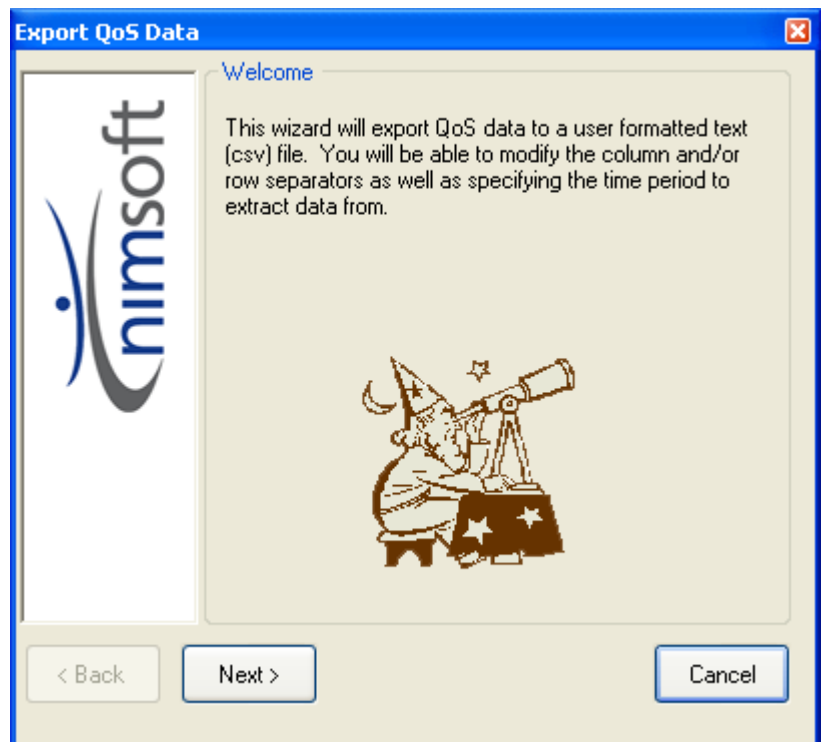 Export QoS Data
nimsoft
Welcome
This wizard will export QoS data to a user formatted text
(csv) file.  You will be able to modify the column and/or
row separators as well as specifying the time period to
extract data from.
< Back
Next >
Cancel